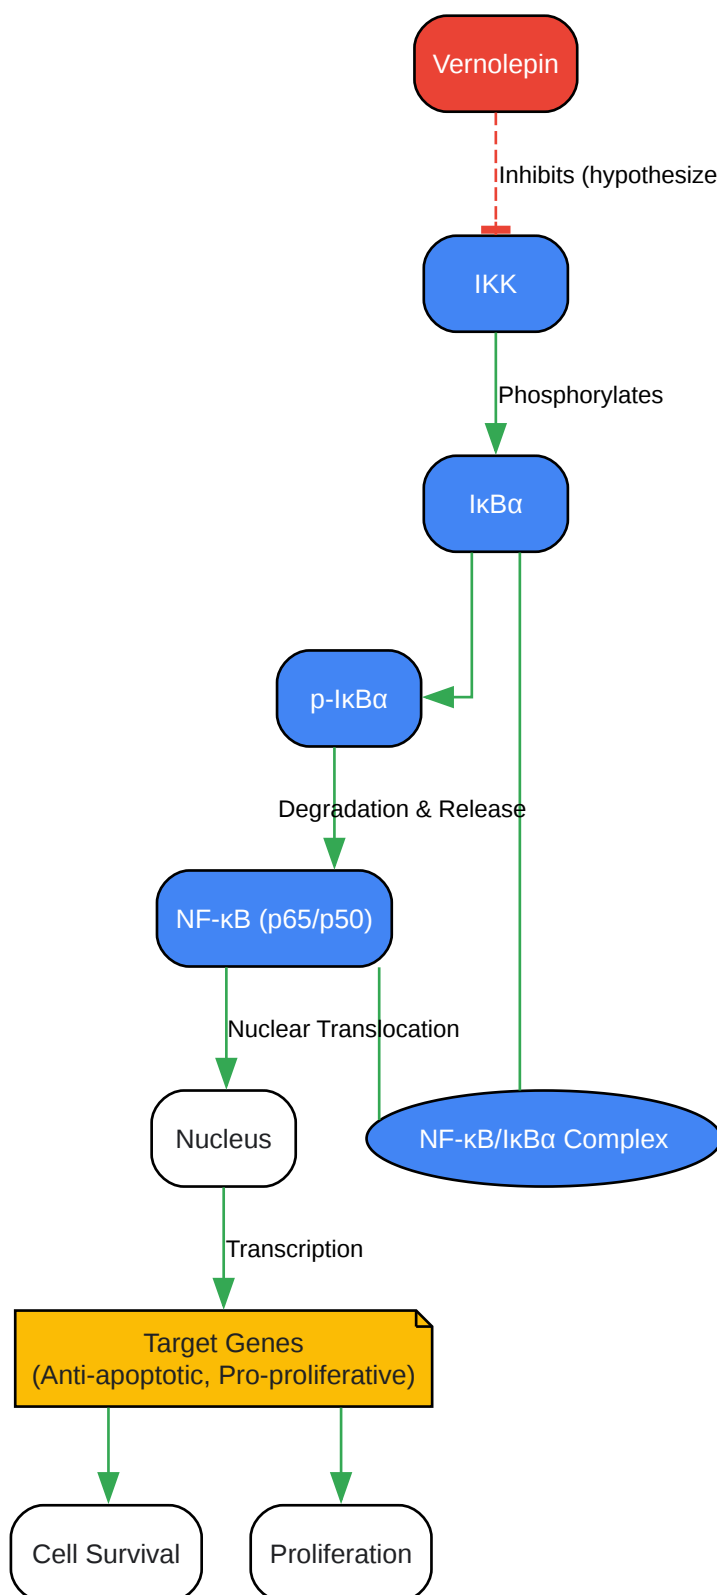 Vernolepin
Inhibits (hypothesize
IKK
Phosphorylates
IκBα
p-IκBα
Degradation & Release
NF-κB (p65/p50)
Nuclear Translocation
Nucleus
NF-κB/IκBα Complex
Transcription
Target Genes
(Anti-apoptotic, Pro-proliferative)
Cell Survival
Proliferation